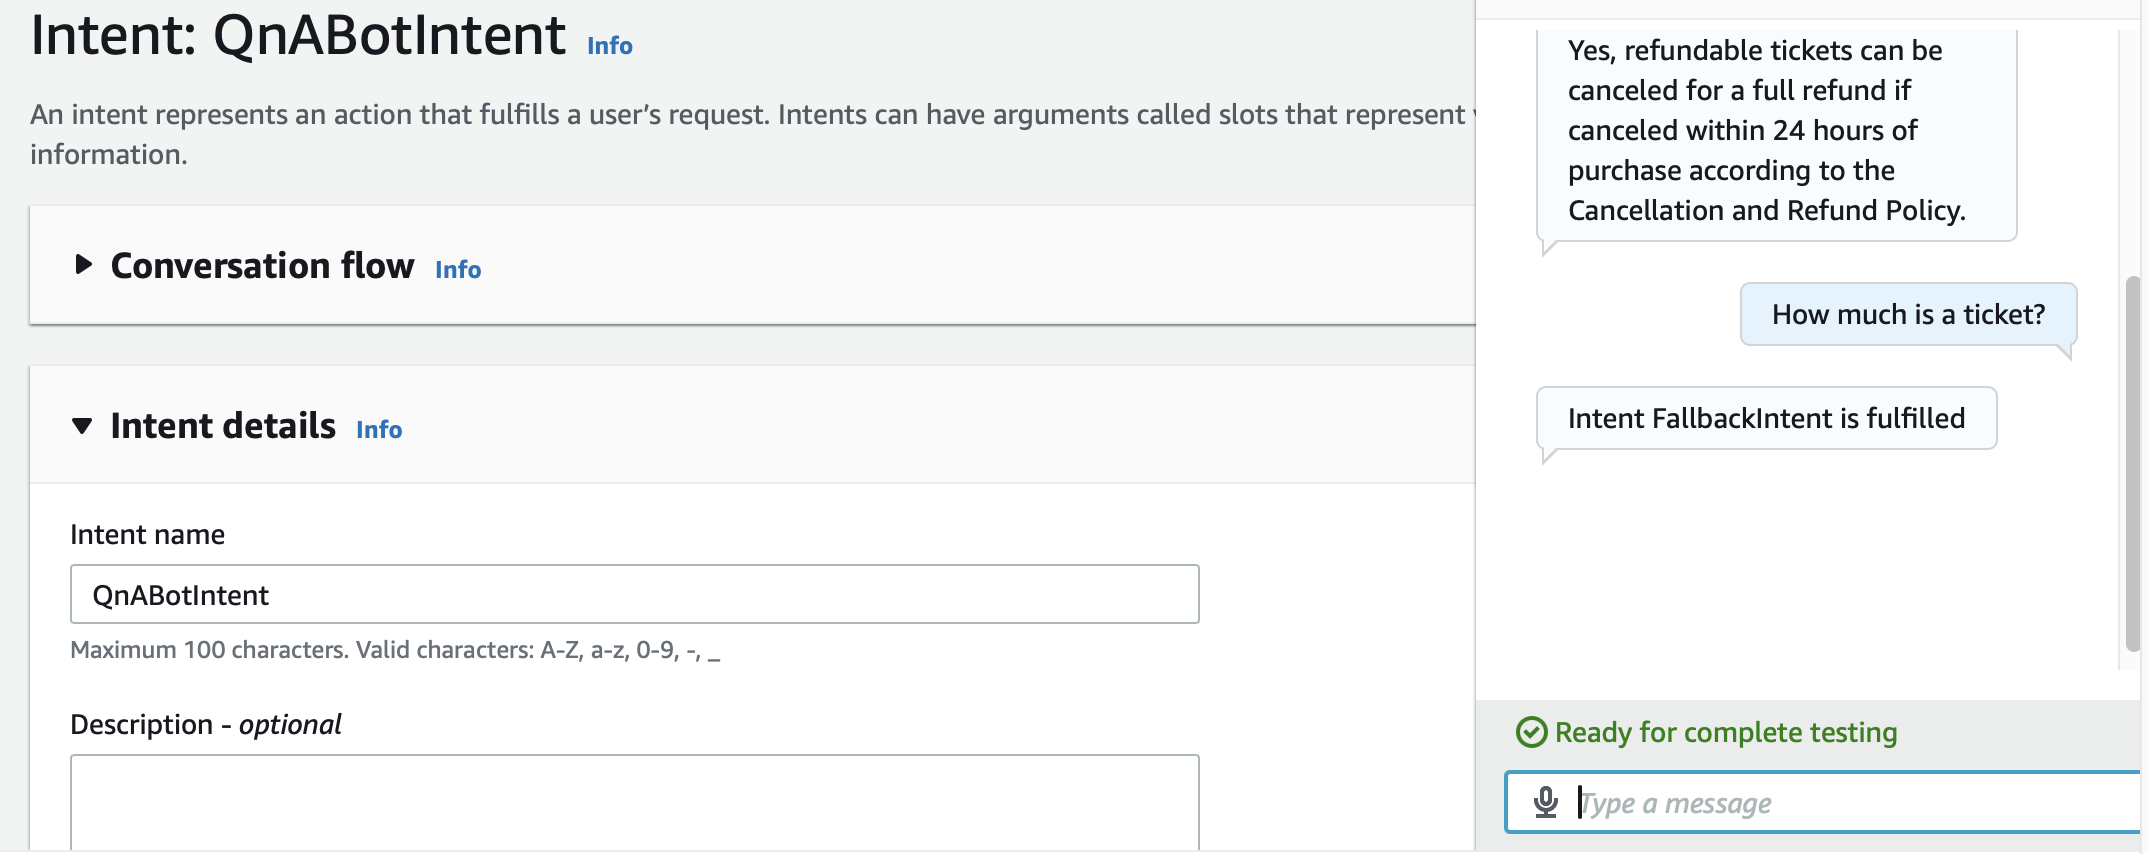 Intent: QnABotIntent Info
An intent represents an action that fulfills a user's request. Intents can have arguments called slots that represent
information.
Conversation flow Info
Intent details Info
Intent name
QnABotIntent
Maximum 100 characters. Valid characters: A-Z, a-z, 0-9, -, _
Description - optional
Yes, refundable tickets can be
canceled for a full refund if
canceled within 24 hours of
purchase according to the
Cancellation and Refund Policy.
How much is a ticket?
Intent FallbackIntent is fulfilled
Ready for complete testing
Type a message